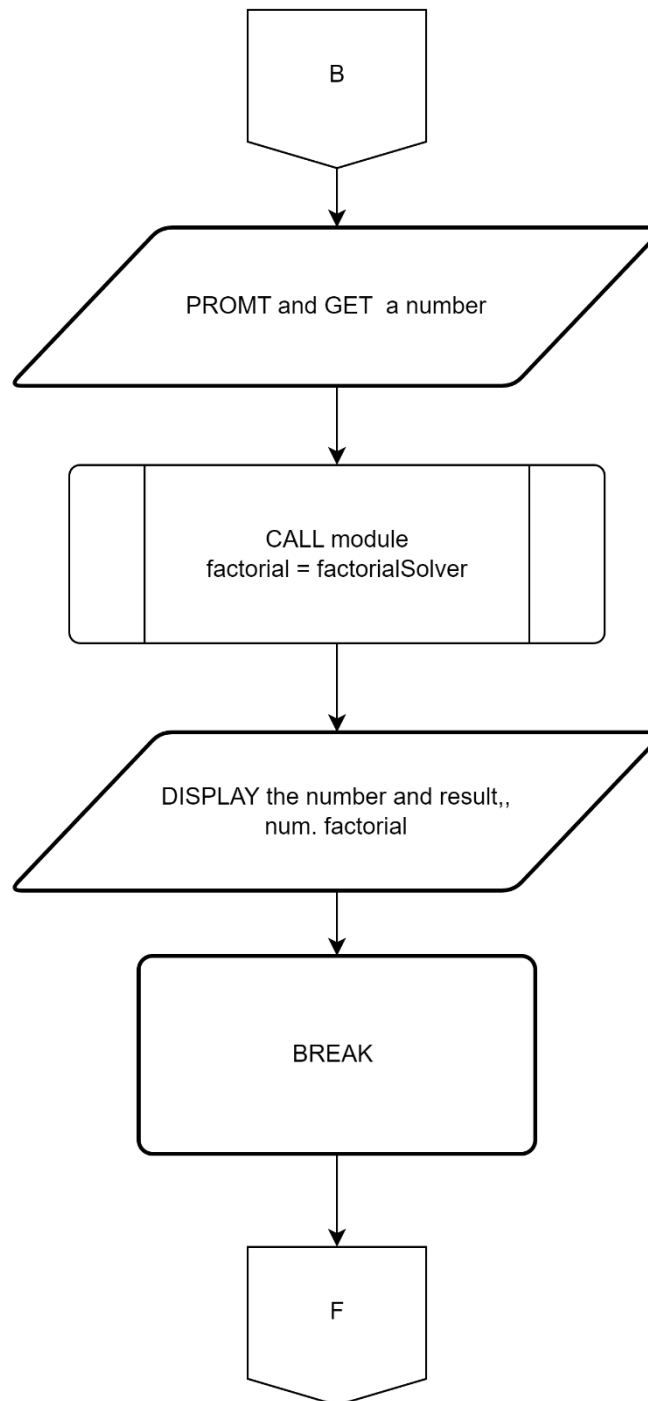 B
PROMT and GET  a number
CALL module
factorial = factorialSolver
DISPLAY the number and result,,
num. factorial
BREAK
F